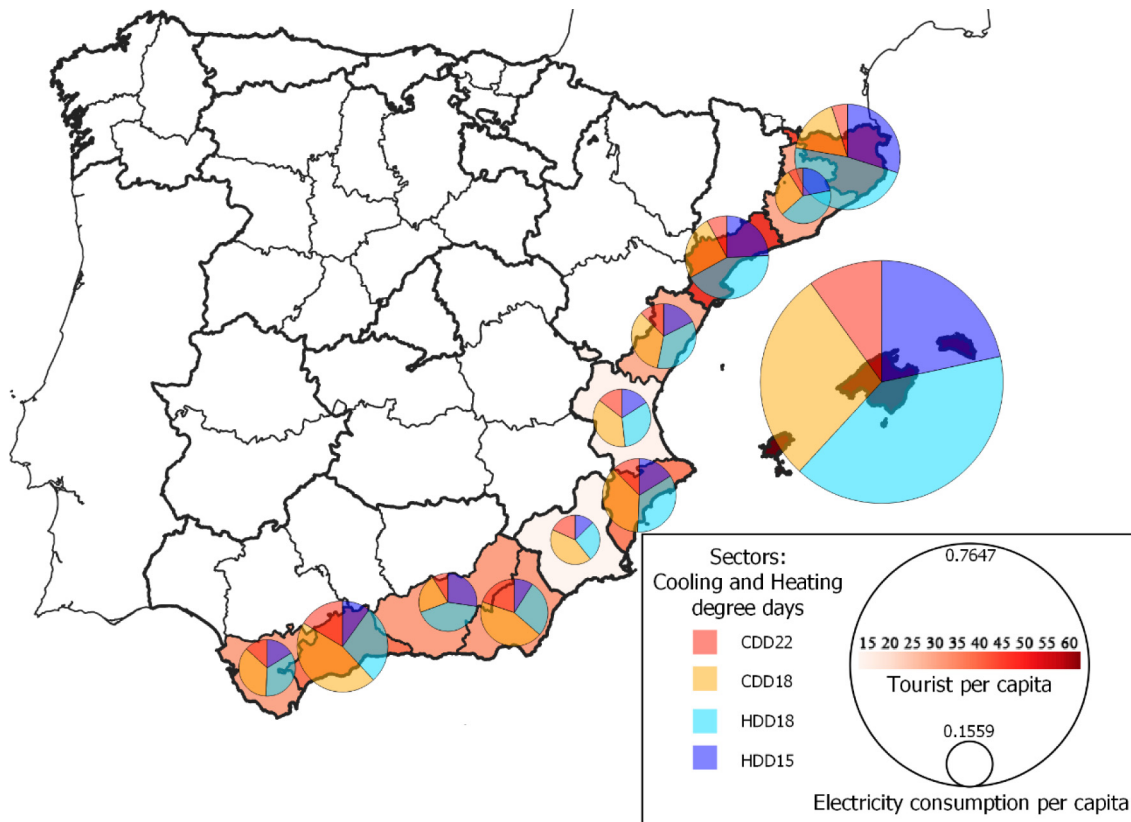 Sectors:
Cooling and Heating
degree days
CDD22
CDD18
HDD18
HDD15
0.7647
15 20 25 30 35 40 45 50 55 60
Tourist per capita
0.1559
Electricity consumption per capita